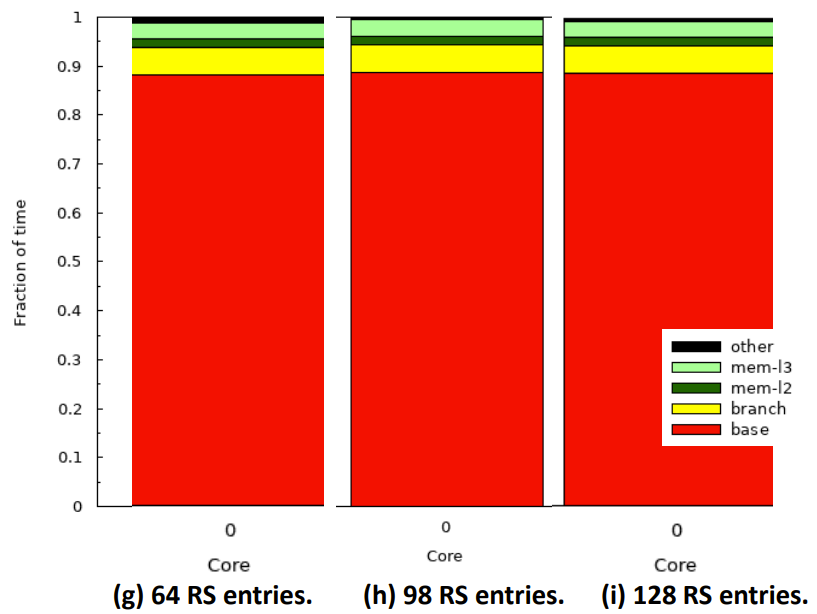 1
0.9
0.8
0.7
0.6
0.5
0.4
0.3
0.2
0.1
0
Fraction of time
other
mem-l3
mem-l2
branch
base
0 0 0
Core Core Core
(g) 64 RS entries. (h) 98 RS entries. (i) 128 RS entries.